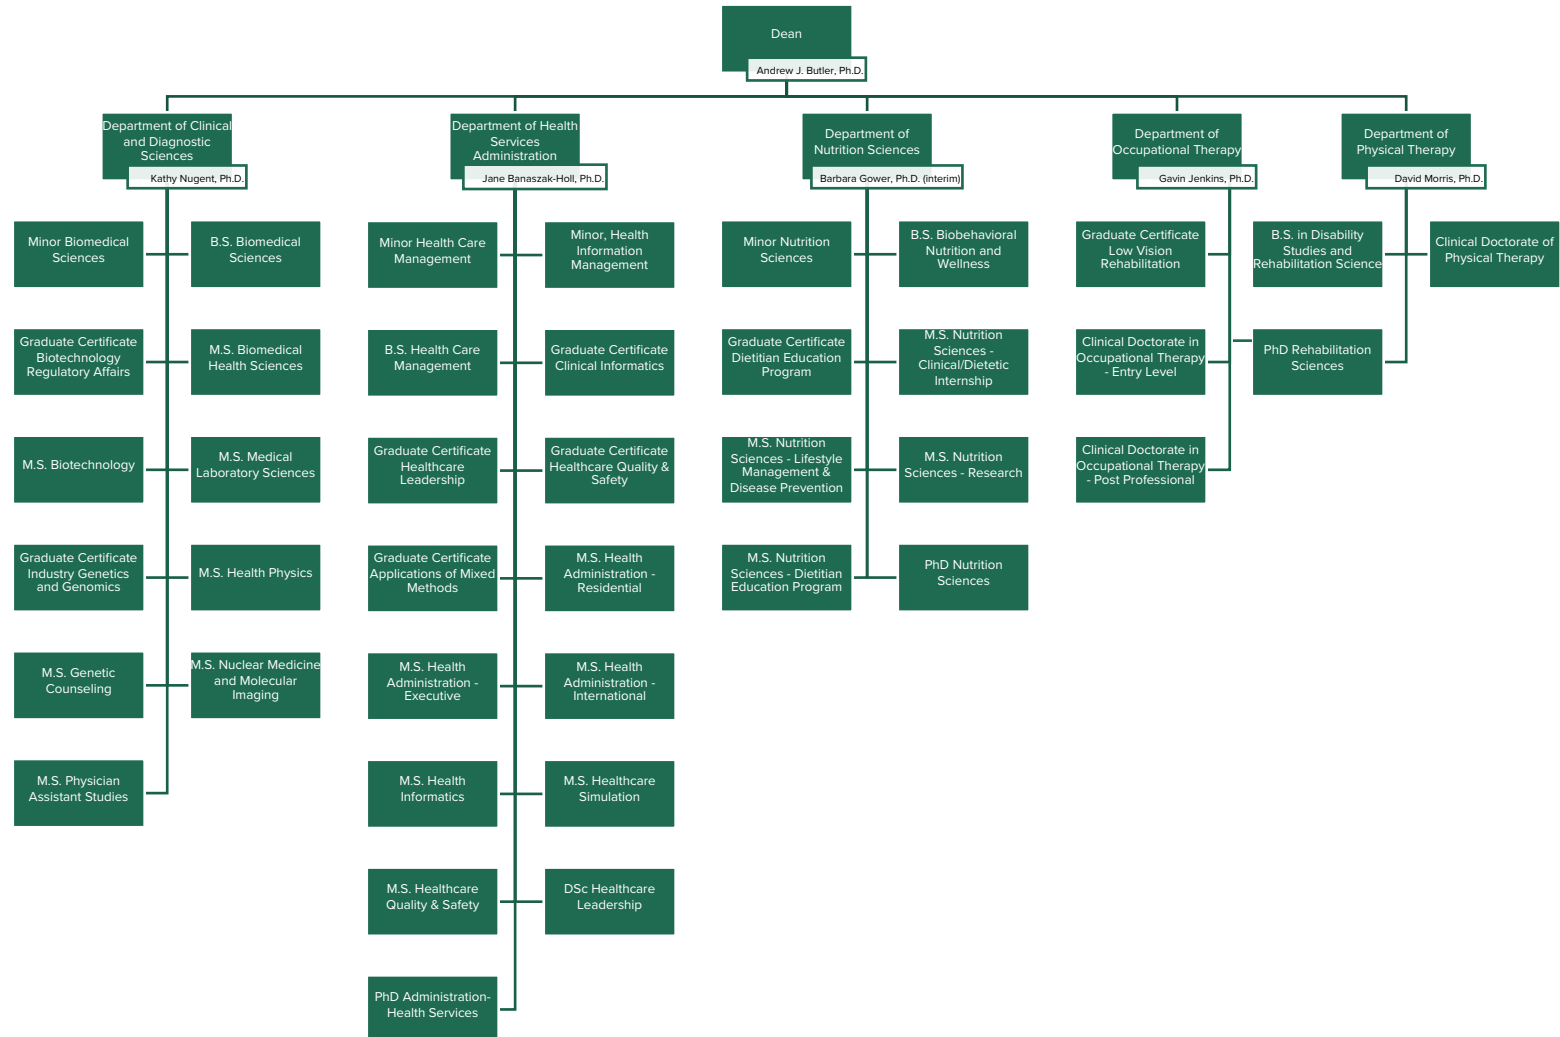 Dean
Andrew J. Butler, Ph.D.
Department of Clinical
and Diagnostic
Sciences
Kathy Nugent, Ph.D.
Department of Health
Services
Administration
Jane Banaszak-Holl, Ph.D.
Department of
Nutrition Sciences
Barbara Gower, Ph.D. (interim)
Department of
Occupational Therapy
Gavin Jenkins, Ph.D.
Department of
Physical Therapy
David Morris, Ph.D.
Minor Biomedical
Sciences
B.S. Biomedical
Sciences
Graduate Certificate
Biotechnology
Regulatory Affairs
M.S. Biomedical
Health Sciences
M.S. Biotechnology
M.S. Medical
Laboratory Sciences
Graduate Certificate
Industry Genetics
and Genomics
M.S. Health Physics
M.S. Genetic
Counseling
M.S. Nuclear Medicine
and Molecular
Imaging
M.S. Physician
Assistant Studies
Minor Health Care
Management
Minor, Health
Information
Management
B.S. Health Care
Management
Graduate Certificate
Clinical Informatics
Graduate Certificate
Healthcare
Leadership
Graduate Certificate
Healthcare Quality &
Safety
Graduate Certificate
Applications of Mixed
Methods
M.S. Health
Administration -
Residential
M.S. Health
Administration -
Executive
M.S. Health
Administration -
International
M.S. Health
Informatics
M.S. Healthcare
Simulation
M.S. Healthcare
Quality & Safety
DSc Healthcare
Leadership
PhD Administration-
Health Services
Minor Nutrition
Sciences
B.S. Biobehavioral
Nutrition and
Wellness
Graduate Certificate
Dietitian Education
Program
M.S. Nutrition
Sciences -
Clinical/Dietetic
Internship
M.S. Nutrition
Sciences - Lifestyle
Management &
Disease Prevention
M.S. Nutrition
Sciences - Research
M.S. Nutrition
Sciences - Dietitian
Education Program
PhD Nutrition
Sciences
Graduate Certificate
Low Vision
Rehabilitation
Clinical Doctorate in
Occupational Therapy
- Entry Level
Clinical Doctorate in
Occupational Therapy
- Post Professional
B.S. in Disability
Studies and
Rehabilitation Science
Clinical Doctorate of
Physical Therapy
PhD Rehabilitation
Sciences